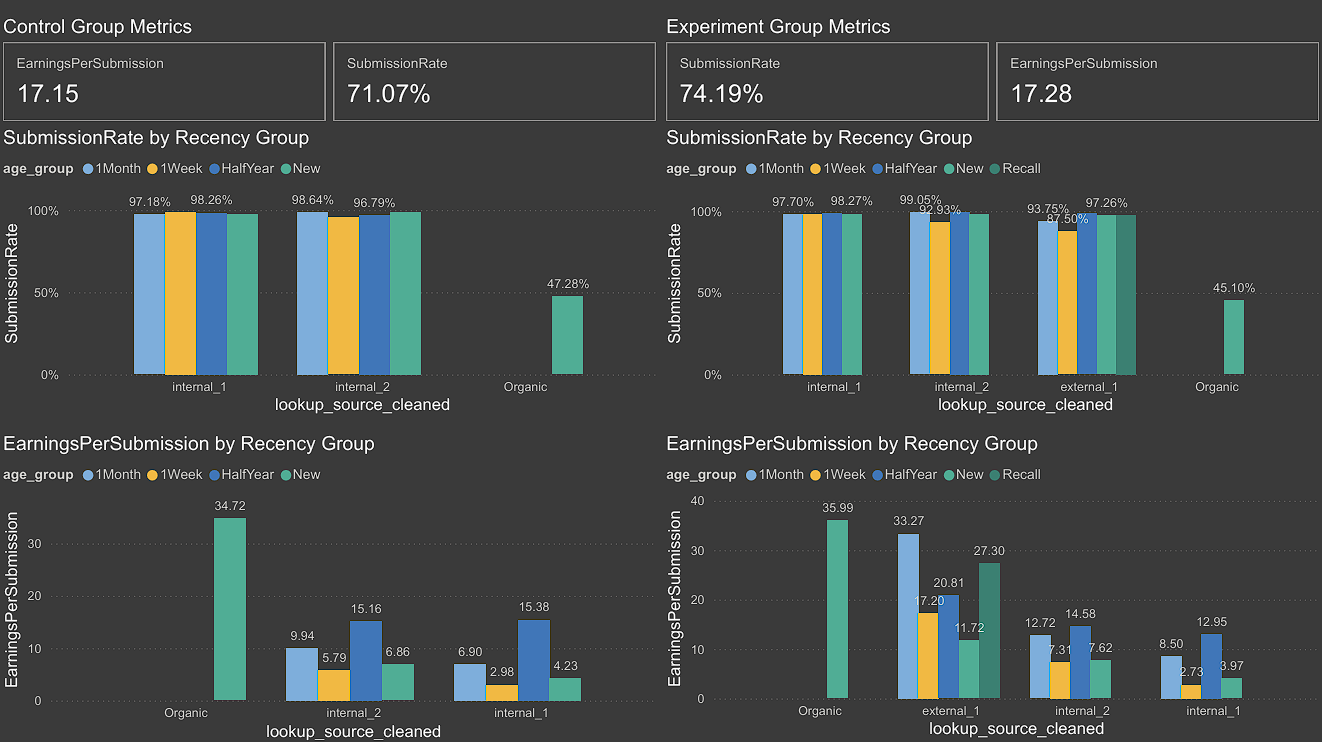 Control Group Metrics
EarningsPerSubmission
17.15
SubmissionRate
71.07%
SubmissionRate by Recency Group
age_group 1Month 1Week HalfYear New
SubmissionRate
100%
50%
0%
97.18% 98.26% 98.64% 96.79%
47.28%
internal_1 internal_2 Organic
lookup_source_cleaned
EarningsPerSubmission by Recency Group
age_group 1Month 1Week HalfYear New
EarningsPerSubmission
30
20
10
0
34.72
9.94 5.79 15.16 6.86
6.90 2.98 15.38 4.23
Organic internal_2 internal_1
lookup_source_cleaned
Experiment Group Metrics
SubmissionRate
74.19%
EarningsPerSubmission
17.28
SubmissionRate by Recency Group
age_group 1Month 1Week HalfYear New Recall
SubmissionRate
100%
50%
0%
97.70% 98.27% 99.05% 92.93% 93.75% 87.50% 97.26%
45.10%
internal_1 internal_2 external_1 Organic
lookup_source_cleaned
EarningsPerSubmission by Recency Group
age_group 1Month 1Week HalfYear New Recall
EarningsPerSubmission
40
30
20
10
0
35.99
33.27 17.20 20.81 11.72 27.30
12.72 7.31 14.58 7.62
8.50 2.73 12.95 3.97
Organic external_1 internal_2 internal_1
lookup_source_cleaned